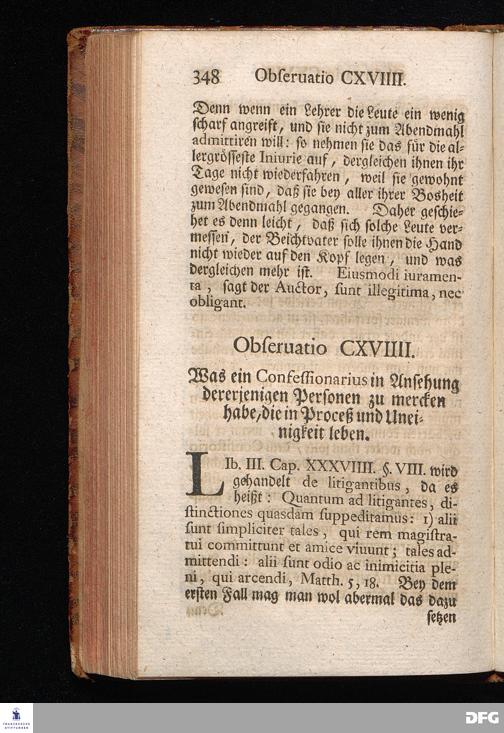 348 Obſeruatio CXVIIII.
Denn wenn ein Lehrer die Leute ein wenig
ſcharf angreift, und ſie nicht zum Abendmahl
admittiren will: ſo nehmen ſie das für die al-
lergröſſeſte Iniurie auf, dergleichen ihnen ihr
Tage nicht wiederfahren, weil ſie gewohnt
geweſen ſind, daß ſie bey aller ihrer Bosheit
zum Abendmahl gegangen. Daher geſchie-
het es denn leicht, daß ſich ſolche Leute ver-
meſſen, der Beichtvater ſolle ihnen die Hand
nicht wieder auf den Kopf legen, und was
dergleichen mehr iſt. Eiusmodi iuramen-
ta, ſagt der Auctor, ſunt illegitima, nec
obligant.
Obſeruatio CXVIIII.
Was ein Confeſſionarius in Anſehung
dererjenigen Perſonen zu mercken
habe, die in Proceß und Unei-
nigkeit leben.
LIb. III. Cap. XXXVIIII. §. VIII. wird
gehandelt de litigantibus, da es
heißt: Quantum ad litigantes, di-
ſtinctiones quasdam ſuppeditamus: 1) alii
ſunt ſimpliciter tales, qui rem magiſtra-
tui committunt et amice viuunt; tales ad-
mittendi: alii ſunt odio ac inimicitia ple-
ni, qui arcendi, Matth. 5, 18. Bey dem
erſten Fall mag man wol abermal das dazu
ſetzen
FRANCKESCHE
STIFTUNGEN
DFG